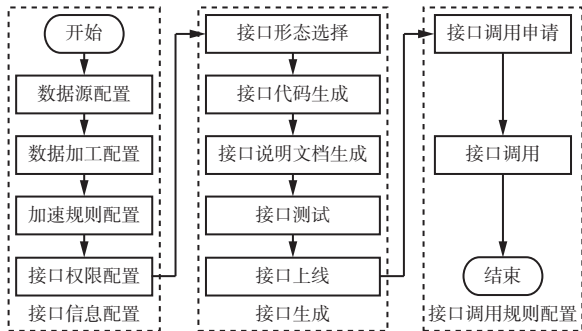 开始
数据源配置
数据加工配置
加速规则配置
接口权限配置
接口信息配置
接口形态选择
接口代码生成
接口说明文档生成
接口测试
接口上线
接口生成
接口调用申请
接口调用
结束
接口调用规则配置